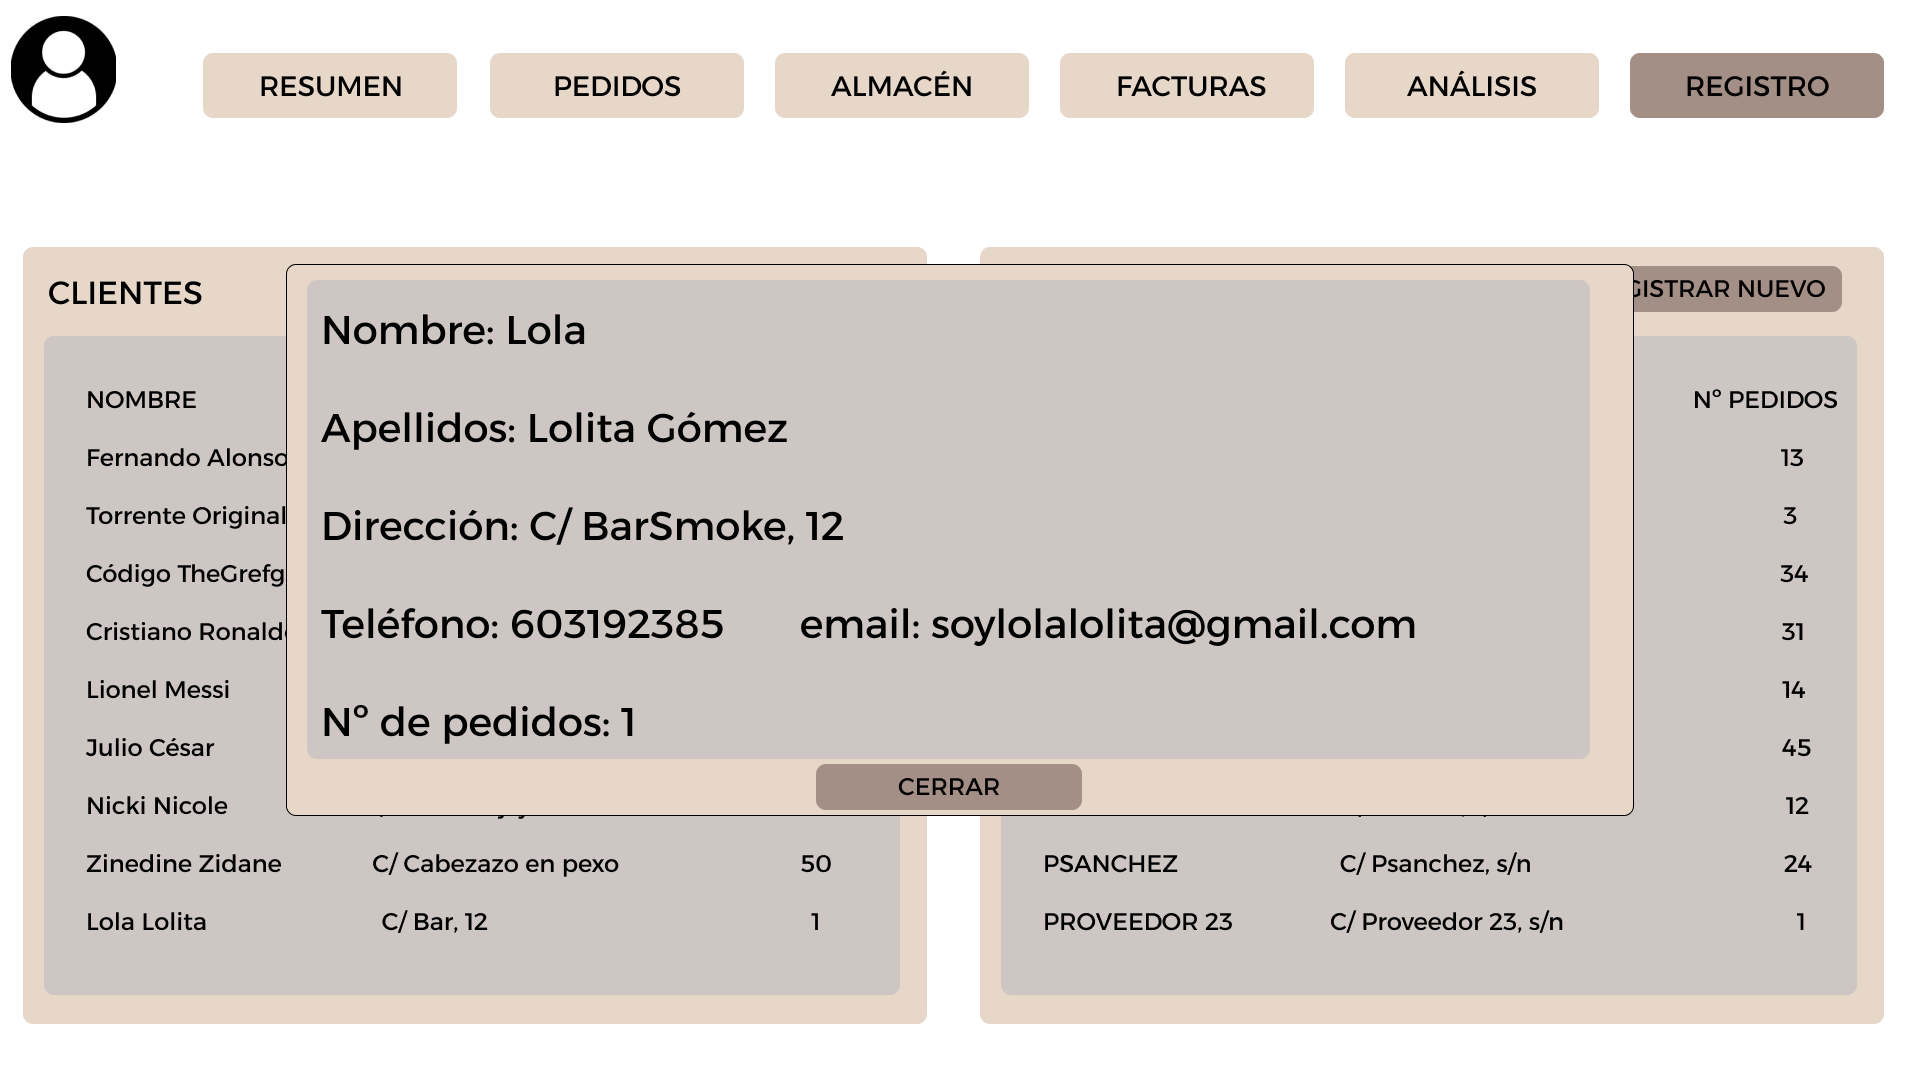 RESUMEN PEDIDOS ALMACÉN FACTURAS ANÁLISIS REGISTRO
CLIENTES
GISTRAR NUEVO
Nombre: Lola
Apellidos: Lolita Gómez
Dirección: C/ BarSmoke, 12
Teléfono: 603192385 email: soylolalolita@gmail.com
Nº de pedidos: 1
CERRAR
NOMBRE
Fernando Alonso
Torrente Original
Código TheGrefg
Cristiano Ronald
Lionel Messi
Julio César
Nicki Nicole
Zinedine Zidane C/ Cabezazo en pexo 50
Lola Lolita C/ Bar, 12 1
Nº PEDIDOS
13
3
34
31
14
45
12
PSANCHEZ C/ Psanchez, s/n 24
PROVEEDOR 23 C/ Proveedor 23, s/n 1